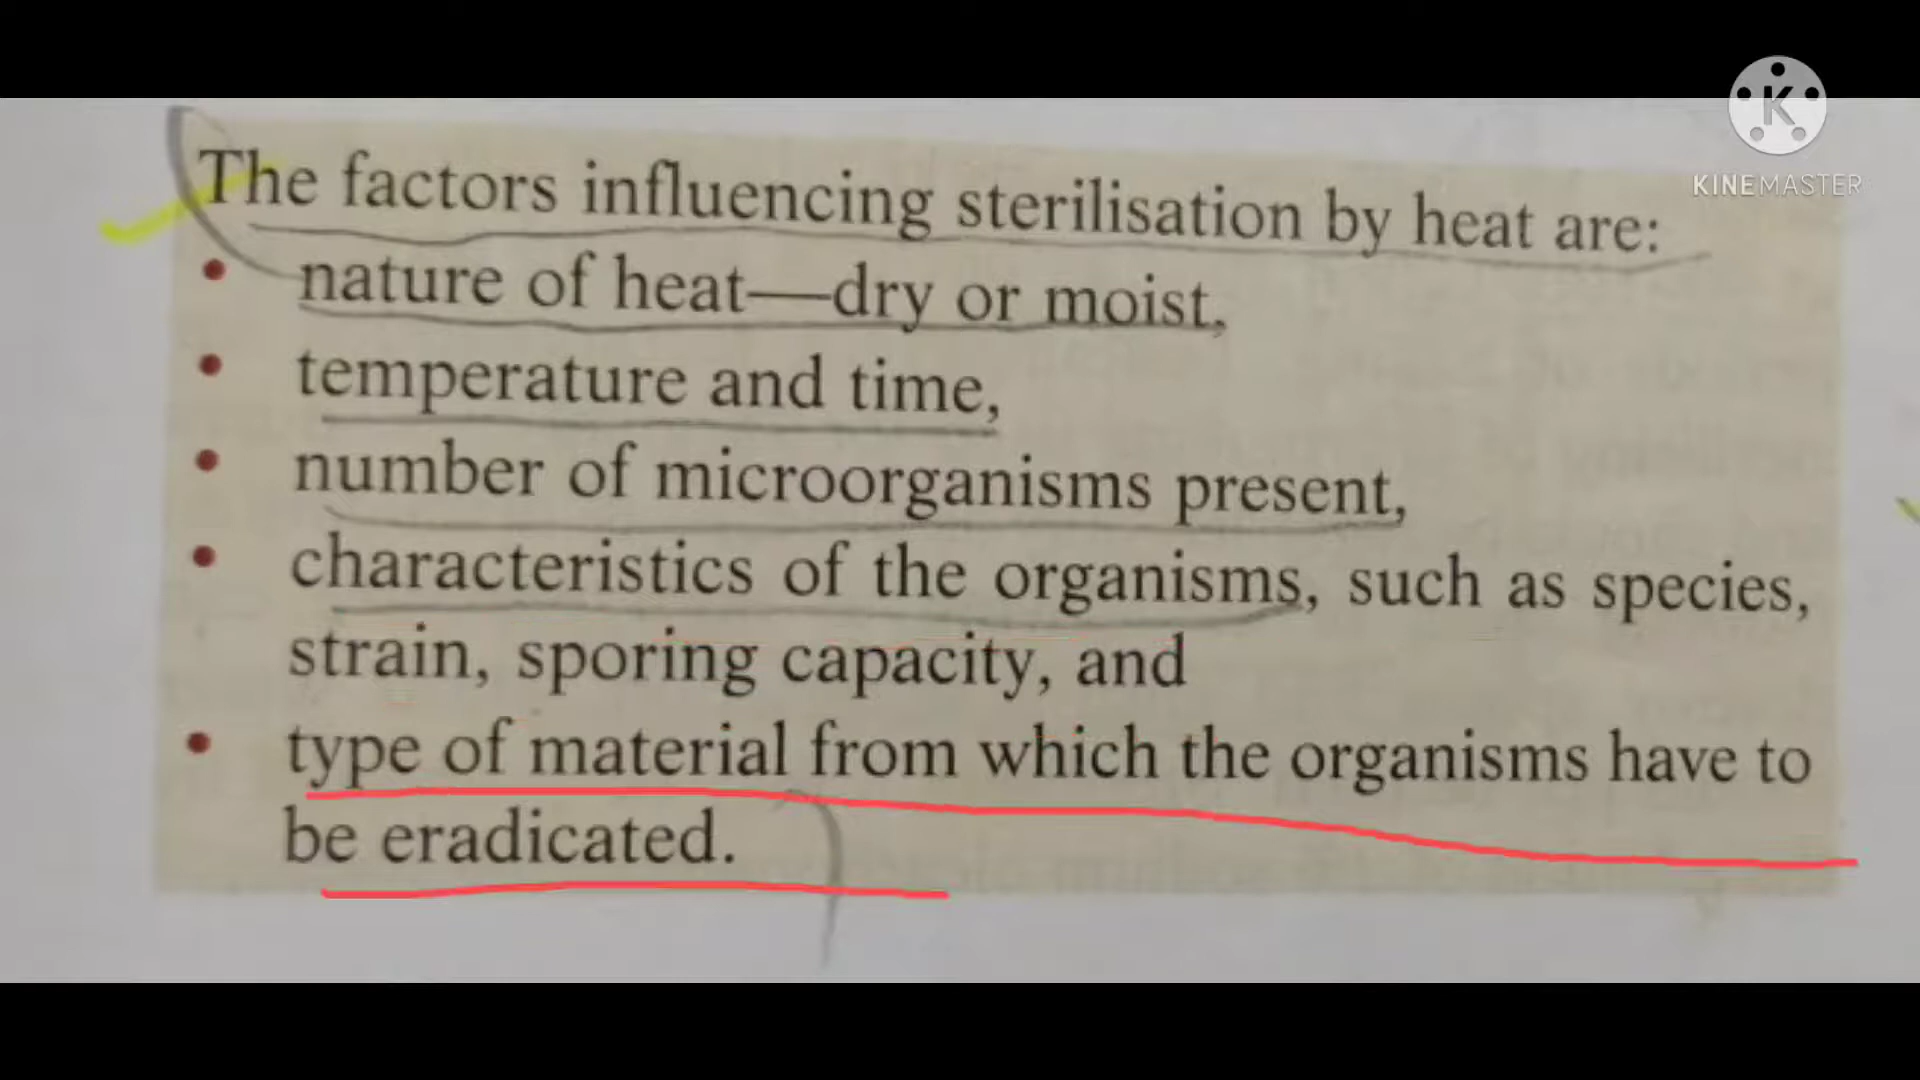 The factors influencing sterilisation by heat are:
• nature of heat—dry or moist,
• temperature and time,
• number of microorganisms present,
• characteristics of the organisms, such as species,
strain, sporing capacity, and
• type of material from which the organisms have to
be eradicated.
K
KINEMASTER